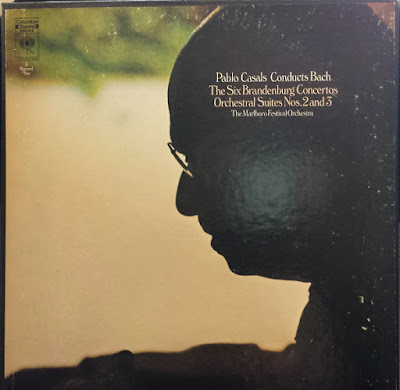 Pablo Casals Conducts Bach
The Six Brandenburg Concertos
Orchestral Suites Nos. 2 and 3
The Marlboro Festival Orchestra